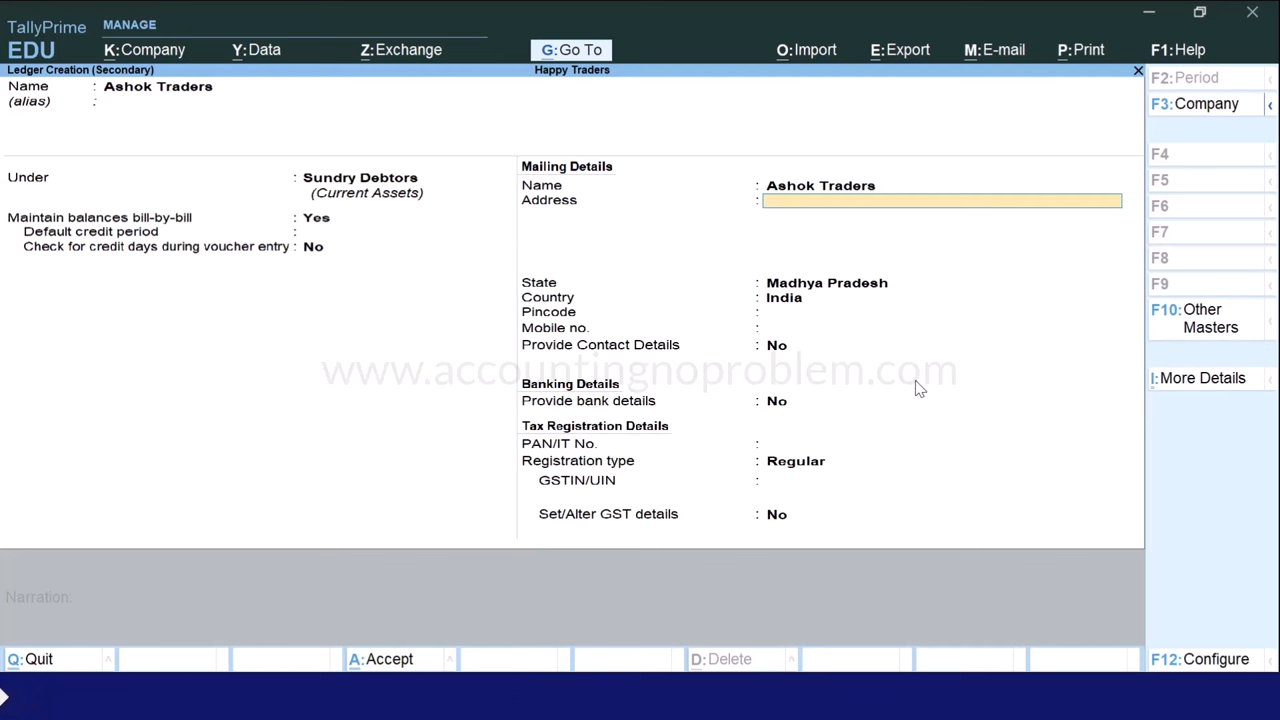 TallyPrime
EDU
MANAGE
K:Company
Y:Data
Z:Exchange
G:Go To
O:Import
E:Export
M:E-mail
P:Print
F1:Help
Ledger Creation (Secondary)
Happy Traders
Name : Ashok Traders
(alias) :
Under : Sundry Debtors
(Current Assets)
Maintain balances bill-by-bill : Yes
Default credit period :
Check for credit days during voucher entry : No
Mailing Details
Name : Ashok Traders
Address :
State : Madhya Pradesh
Country : India
Pincode :
Mobile no. :
Provide Contact Details : No
www.accountingnoproblem.com
Banking Details
Provide bank details : No
Tax Registration Details
PAN/IT No. :
Registration type : Regular
GSTIN/UIN :
Set/Alter GST details : No
F2:Period
F3:Company
F4
F5
F6
F7
F8
F9
F10:Other
Masters
I:More Details
Narration:
Q:Quit
A:Accept
D:Delete
F12:Configure